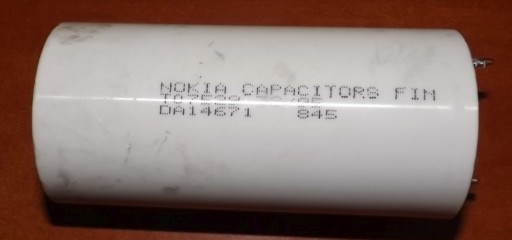 NOKIA CAPACITORS FIN
DA14671 845